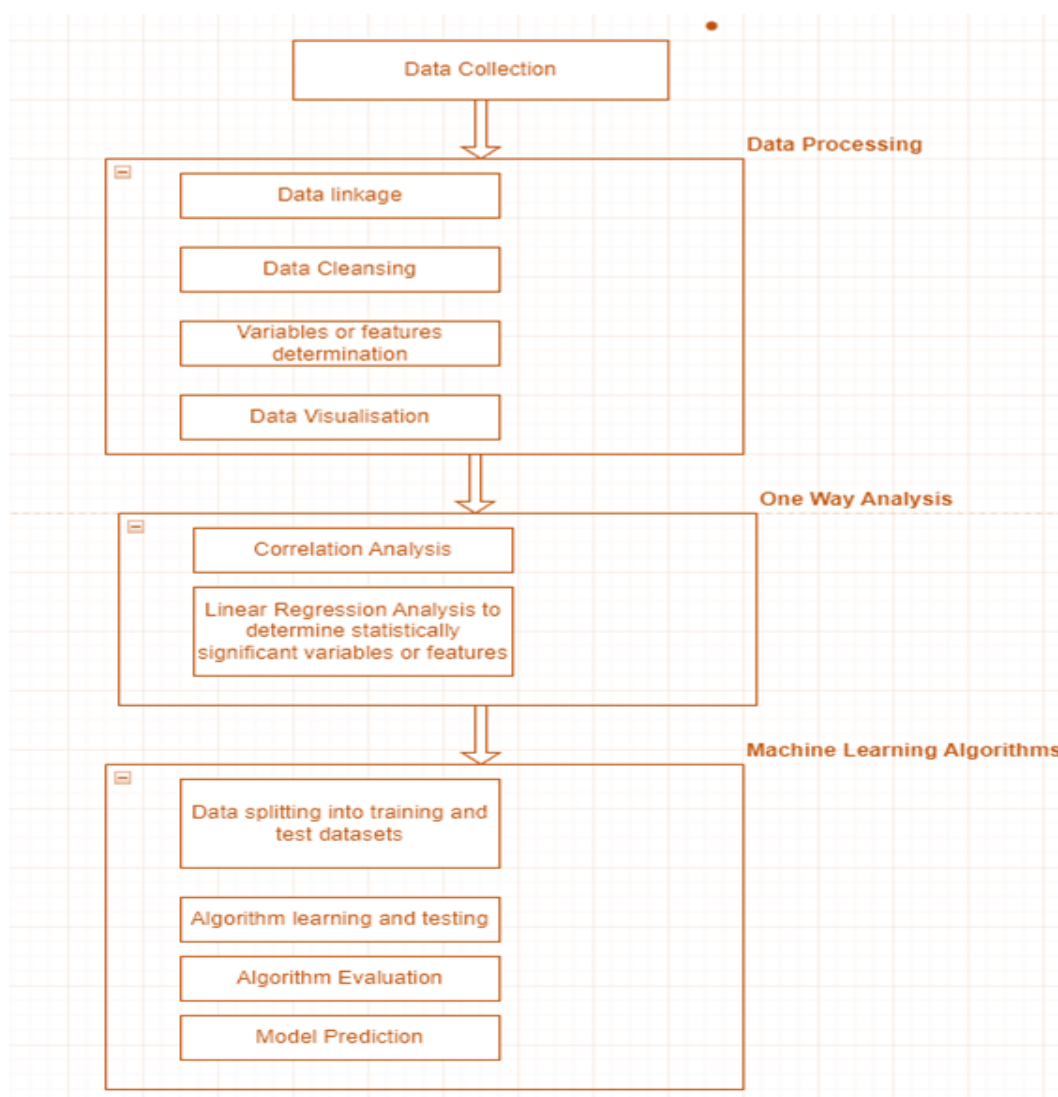 Data Collection
Data Processing
Data linkage
Data Cleansing
Variables or features
determination
Data Visualisation
One Way Analysis
Correlation Analysis
Linear Regression Analysis to
determine statistically
significant variables or features
Machine Learning Algorithms
Data splitting into training and
test datasets
Algorithm learning and testing
Algorithm Evaluation
Model Prediction